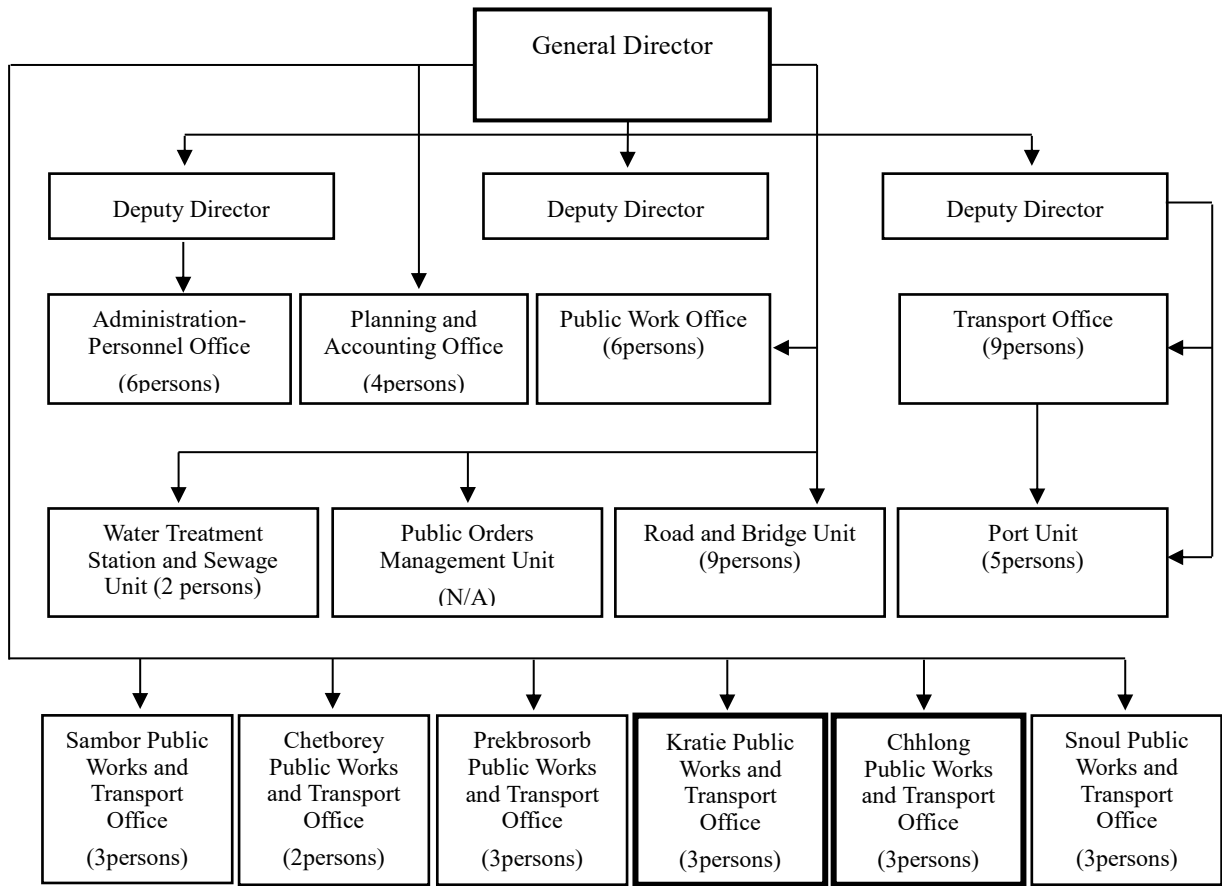 General Director
Deputy Director
Deputy Director
Deputy Director
Administration-
Personnel Office
(6persons)
Planning and
Accounting Office
(4persons)
Public Work Office
(6persons)
Transport Office
(9persons)
Water Treatment
Station and Sewage
Unit (2 persons)
Public Orders
Management Unit
(N/A)
Road and Bridge Unit
(9persons)
Port Unit
(5persons)
Sambor Public
Works and
Transport
Office
(3persons)
Chetborey
Public Works
and Transport
Office
(2persons)
Prekbrosorb
Public Works
and Transport
Office
(3persons)
Kratie Public
Works and
Transport
Office
(3persons)
Chhlong
Public Works
and Transport
Office
(3persons)
Snoul Public
Works and
Transport
Office
(3persons)